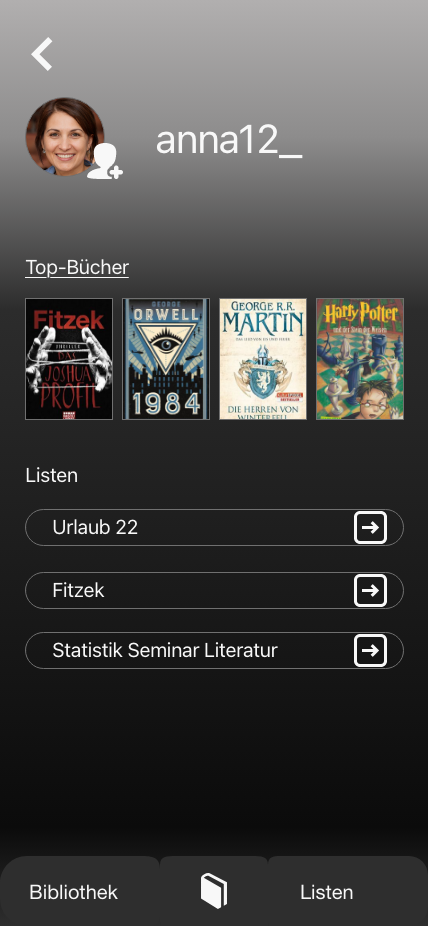 anna12_
Top-Bücher
Fitzek
DAS
JOSHUA
PROFIL
GEORGE
ORWELL
1984
GEORGE R.R.
MARTIN
DIE HERREN VON
WINTERFELL
Harry Potter
und der Stein der Weisen
Listen
Urlaub 22
Fitzek
Statistik Seminar Literatur
Bibliothek
Listen